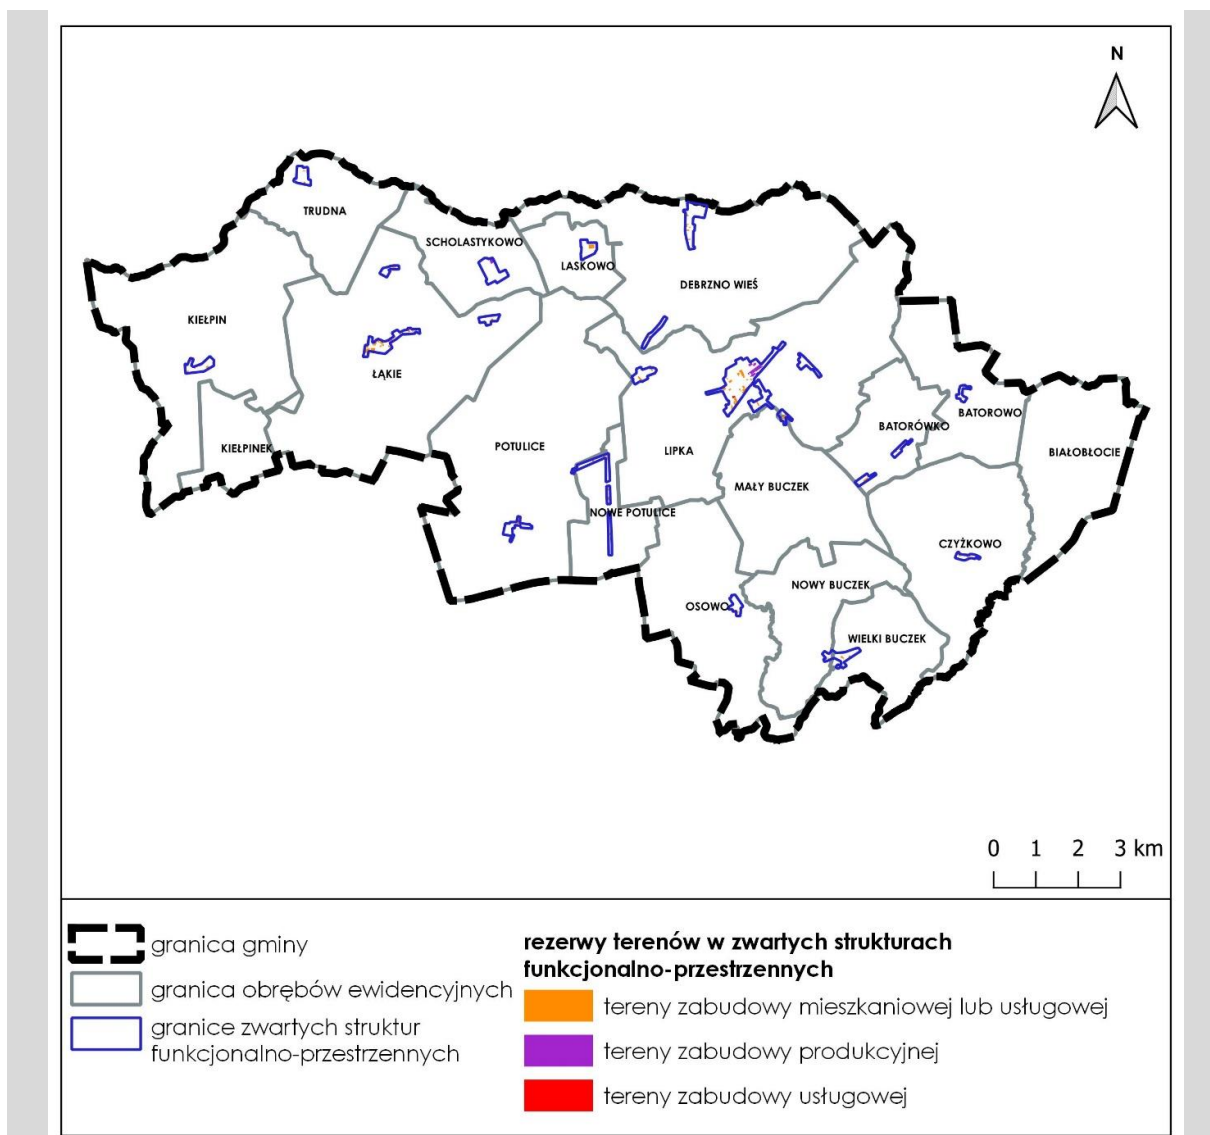 N
TRUDNA
SCHOLASTYKOWO
LASKOWO
DEBRZNO WIEŚ
KIEŁPIN
ŁĄKIE
BATOROWO
BATORÓWKO
KIEŁPINEK
POTULICE
LIPKA
BIAŁOBŁOCIE
MAŁY BUCZEK
NOWE POTULICE
CZYŻKOWO
NOWY BUCZEK
OSOWO
WIELKI BUCZEK
0 1 2 3 km
granica gminy
granica obrębów ewidencyjnych
granice zwartych struktur
funkcjonalno-przestrzennych
rezerwy terenów w zwartych strukturach
funkcjonalno-przestrzennych
tereny zabudowy mieszkaniowej lub usługowej
tereny zabudowy produkcyjnej
tereny zabudowy usługowej